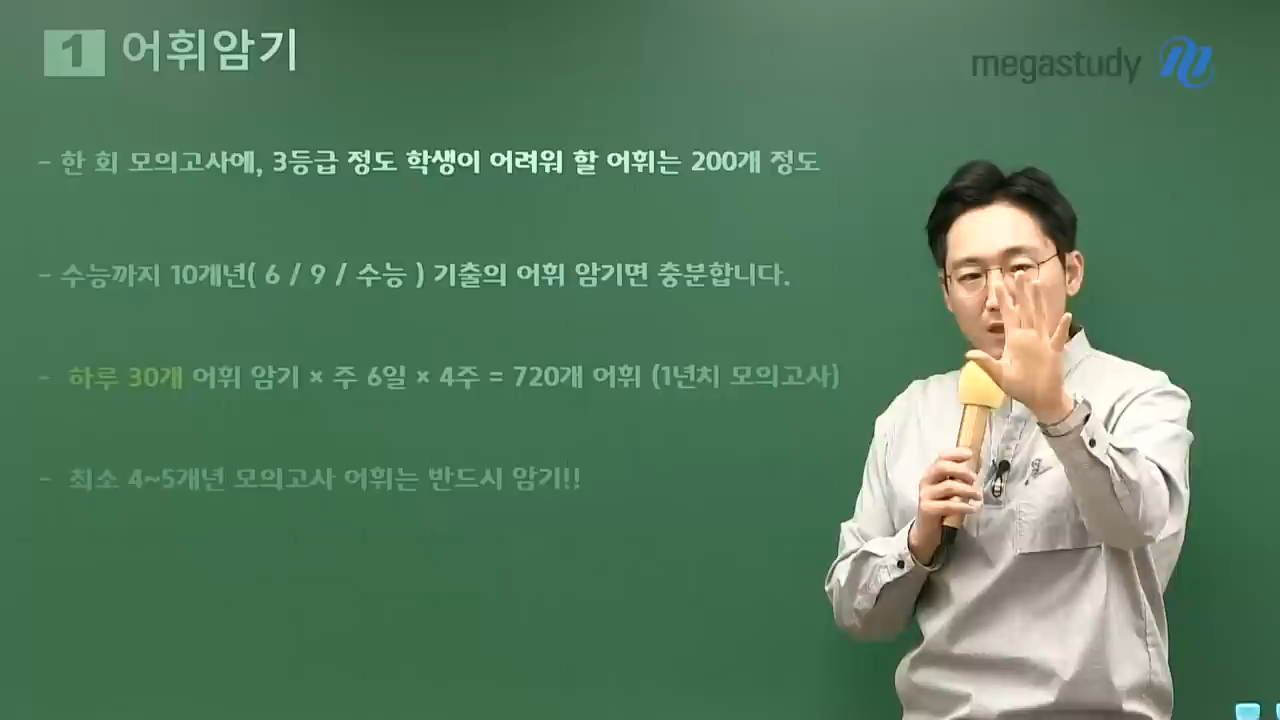 1 어휘암기
megastudy
- 한 회 모의고사에, 3등급 정도 학생이 어려워 할 어휘는 200개 정도
- 수능까지 10개년( 6 / 9 / 수능 ) 기출의 어휘 암기면 충분합니다.
- 하루 30개 어휘 암기 × 주 6일 × 4주 = 720개 어휘 (1년치 모의고사)
- 최소 4~5개년 모의고사 어휘는 반드시 암기!!